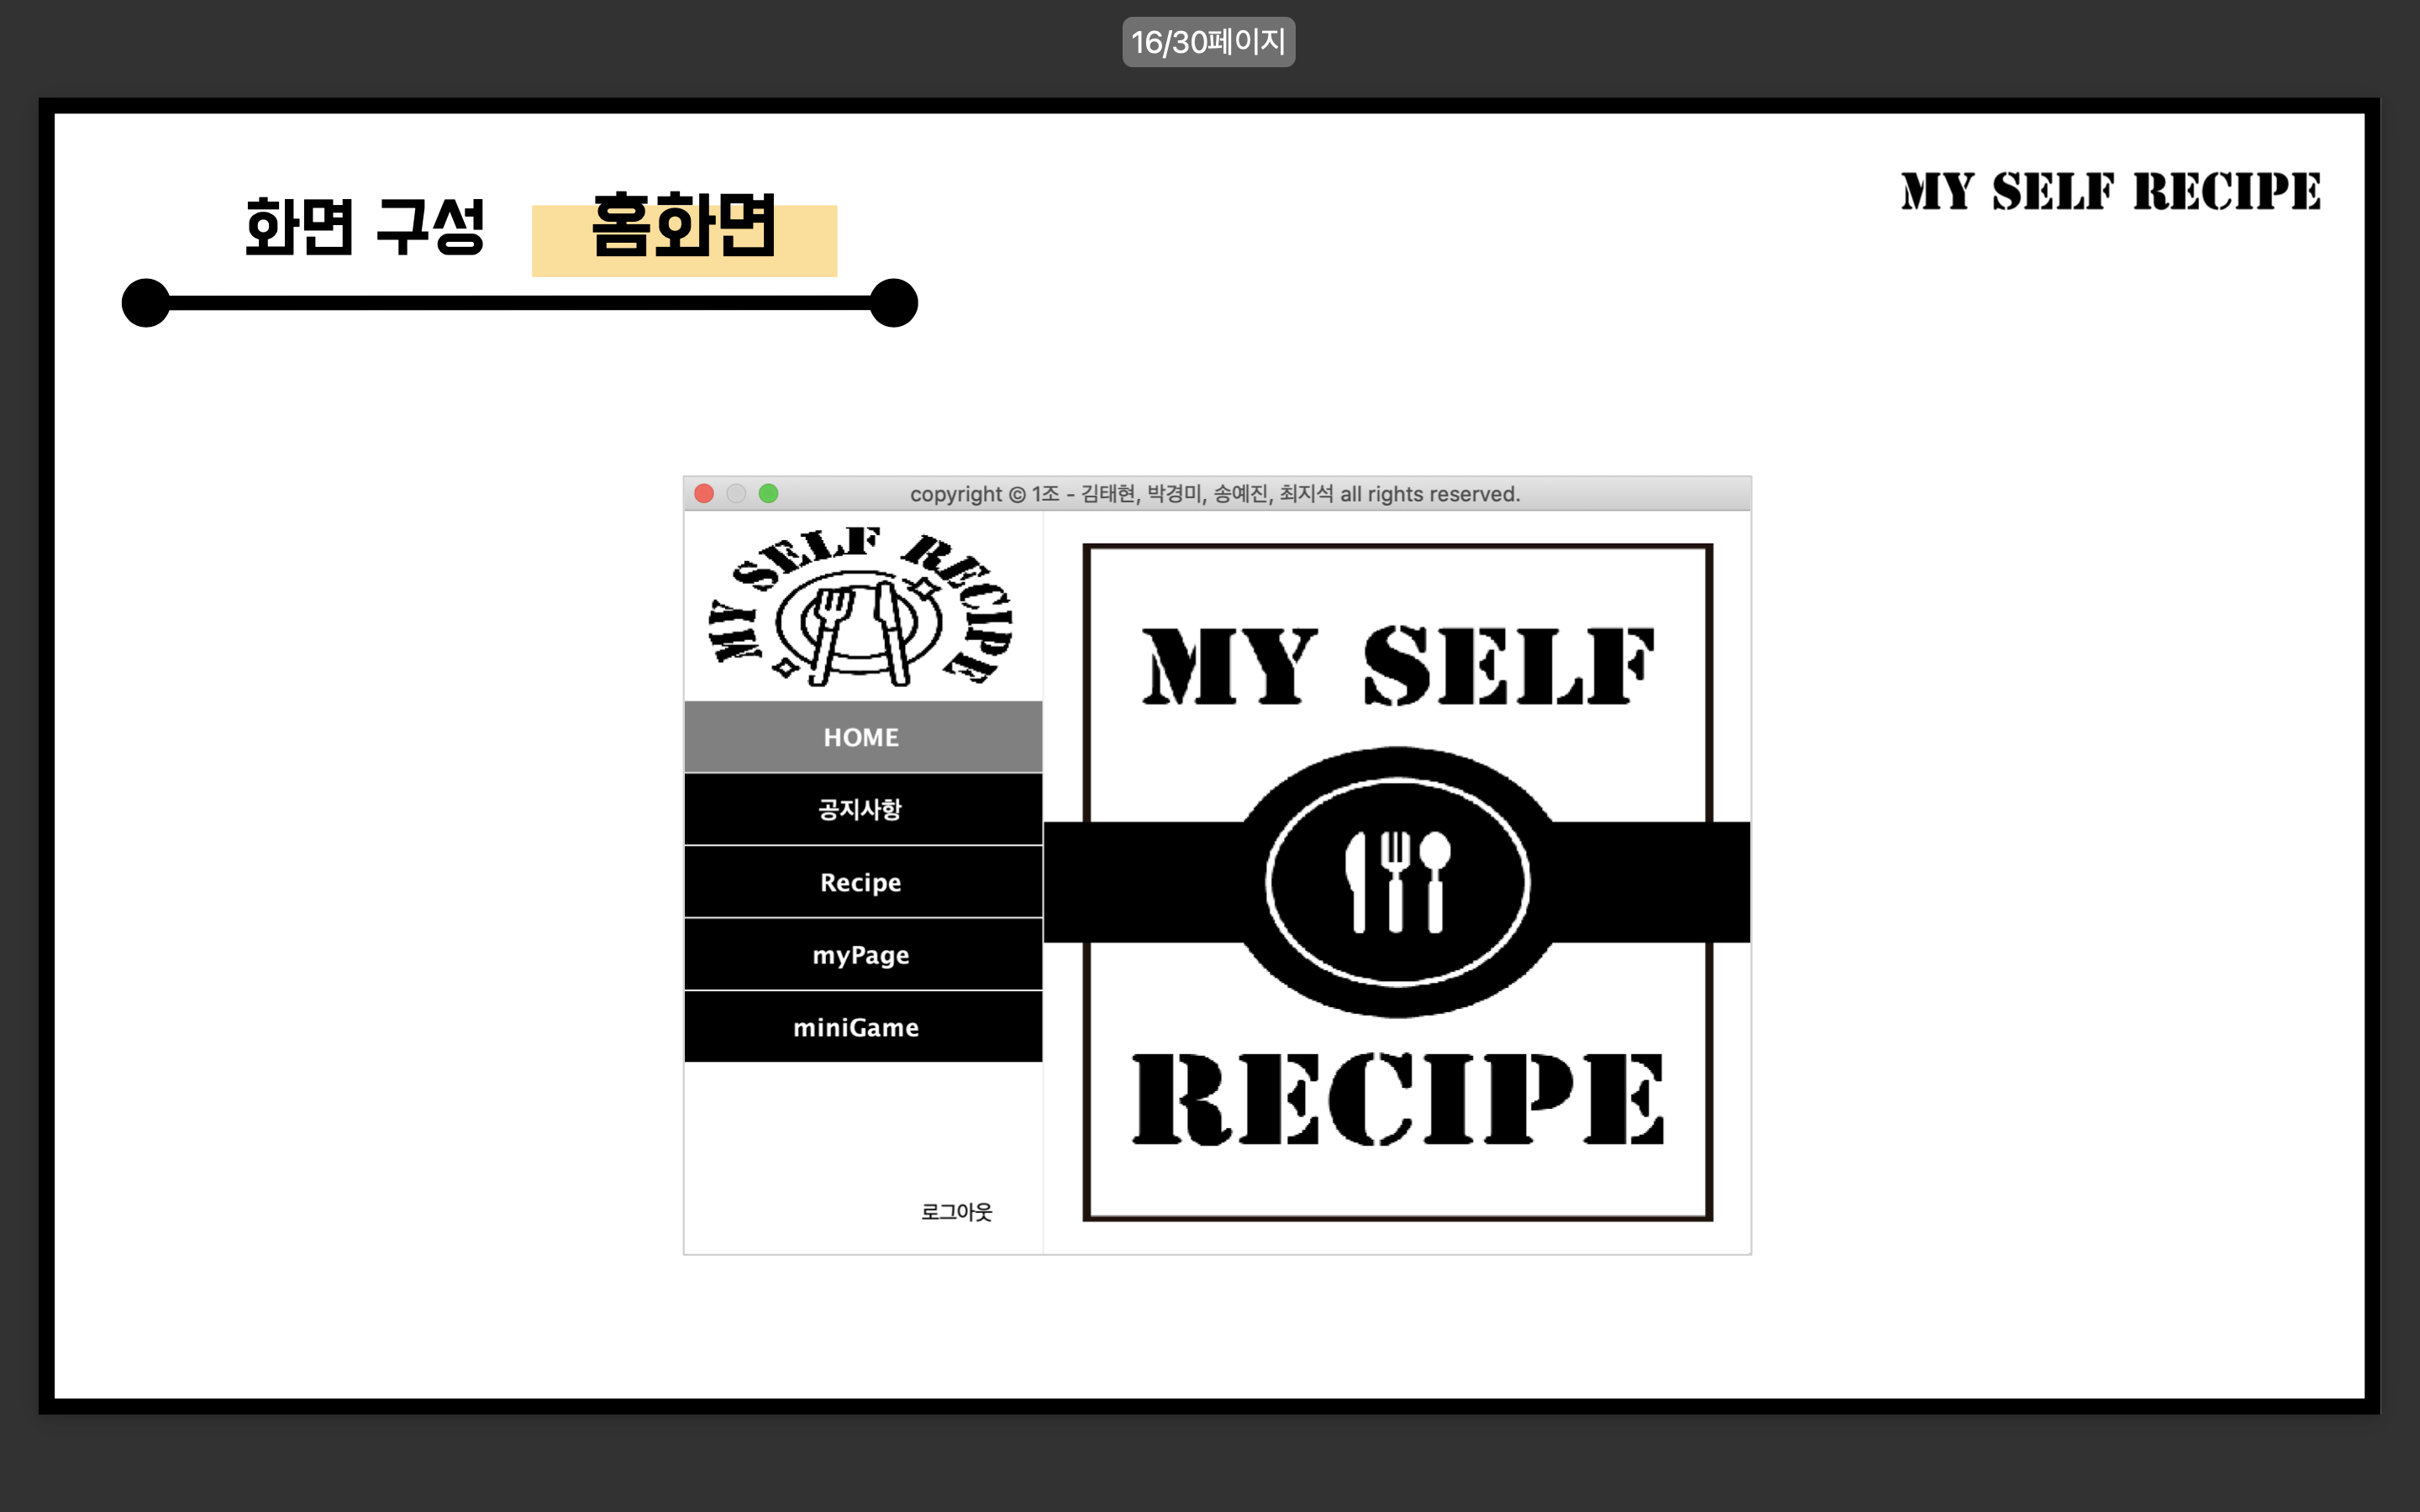 16/30페이지
화면 구성 홈화면
MY SELF RECIPE
copyright © 1조 - 김태현, 박경미, 송예진, 최지석 all rights reserved.
MY SELF RECIPE
HOME
공지사항
Recipe
myPage
miniGame
로그아웃
MY SELF
RECIPE